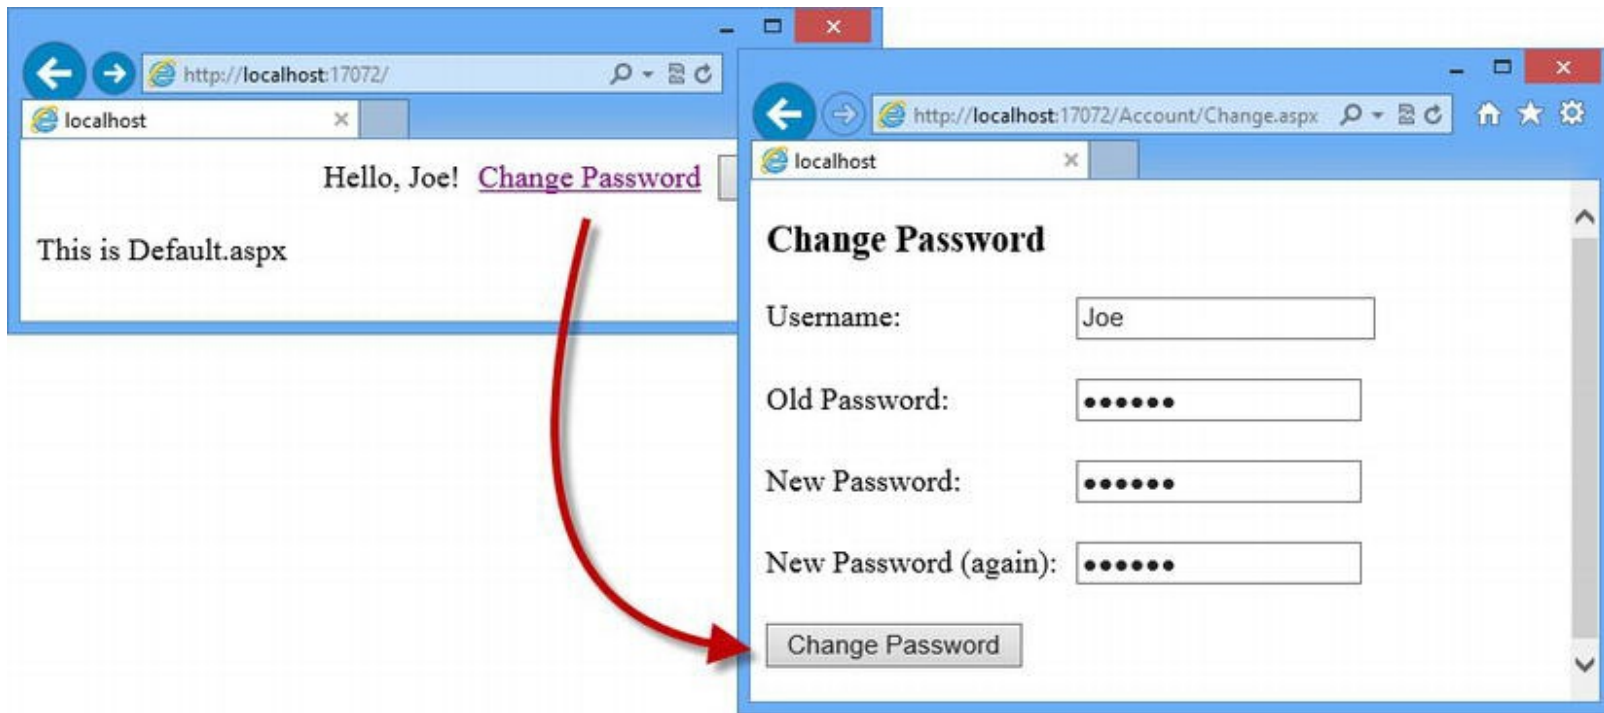 http://localhost:17072/
localhost
Hello, Joe! Change Password
This is Default.aspx
http://localhost:17072/Account/Change.aspx
localhost
Change Password
Username: Joe
Old Password: ••••••
New Password: ••••••
New Password (again): ••••••
Change Password